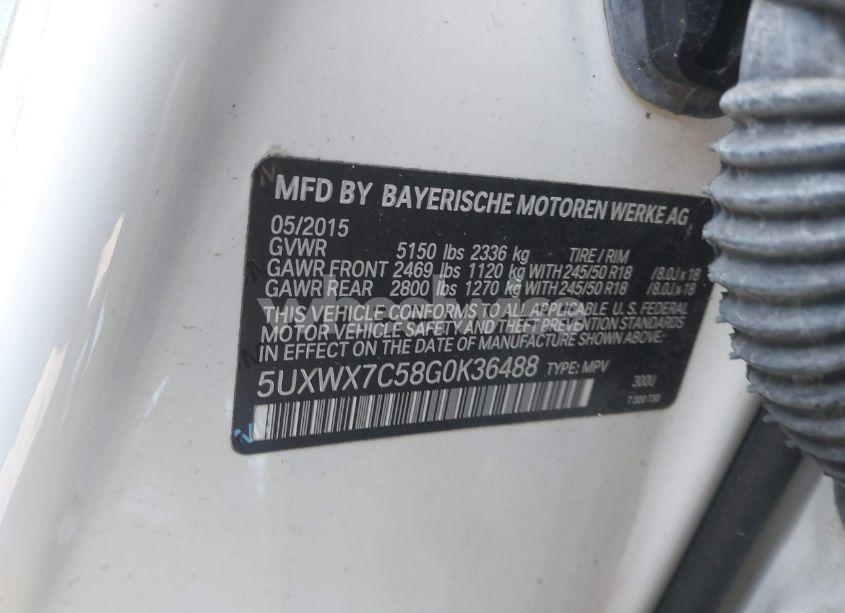 MFD BY BAYERISCHE MOTOREN WERKE AG
05/2015
GVWR 5150 lbs 2336 kg TIRE / RIM
GAWR FRONT 2469 lbs 1120 kg WITH 245/50 R18 /8.0J x 18
GAWR REAR 2800 lbs 1270 kg WITH 245/50 R18 /8.0J x 18
THIS VEHICLE CONFORMS TO ALL APPLICABLE U. S. FEDERAL
MOTOR VEHICLE SAFETY AND THEFT PREVENTION STANDARDS
IN EFFECT ON THE DATE OF MANUFACTURE SHOWN ABOVE.
5UXWX7C58G0K36488 TYPE: MPV
300U
7 300 730